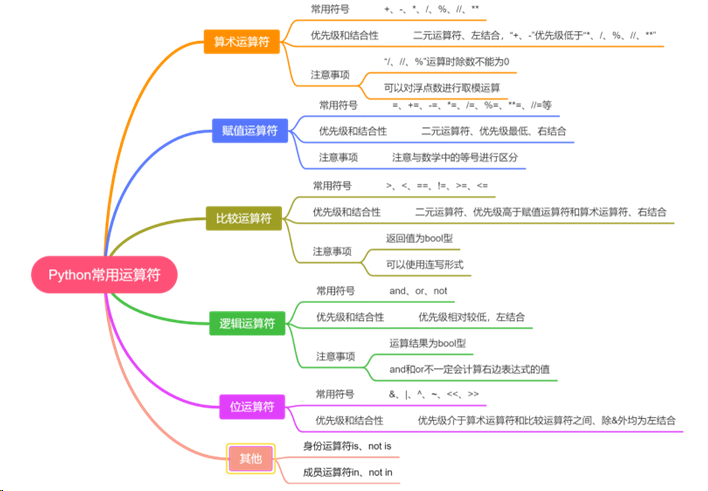 Python常用运算符
算术运算符
常用符号 +、-、*、/、%、//、**
优先级和结合性 二元运算符、左结合，“+、-”优先级低于“*、/、%、//、**”
注意事项
“/、//、%”运算时除数不能为0
可以对浮点数进行取模运算
赋值运算符
常用符号 =、+=、-=、*=、/=、%=、**=、//=等
优先级和结合性 二元运算符、优先级最低、右结合
注意事项 注意与数学中的等号进行区分
比较运算符
常用符号 >、<、==、!=、>=、<=
优先级和结合性 二元运算符、优先级高于赋值运算符和算术运算符、右结合
注意事项
返回值为bool型
可以使用连写形式
逻辑运算符
常用符号 and、or、not
优先级和结合性 优先级相对较低，左结合
注意事项
运算结果为bool型
and和or不一定会计算右边表达式的值
位运算符
常用符号 &、|、^、~、<<、>>
优先级和结合性 优先级介于算术运算符和比较运算符之间、除&外均为左结合
其他
身份运算符is、not is
成员运算符in、not in